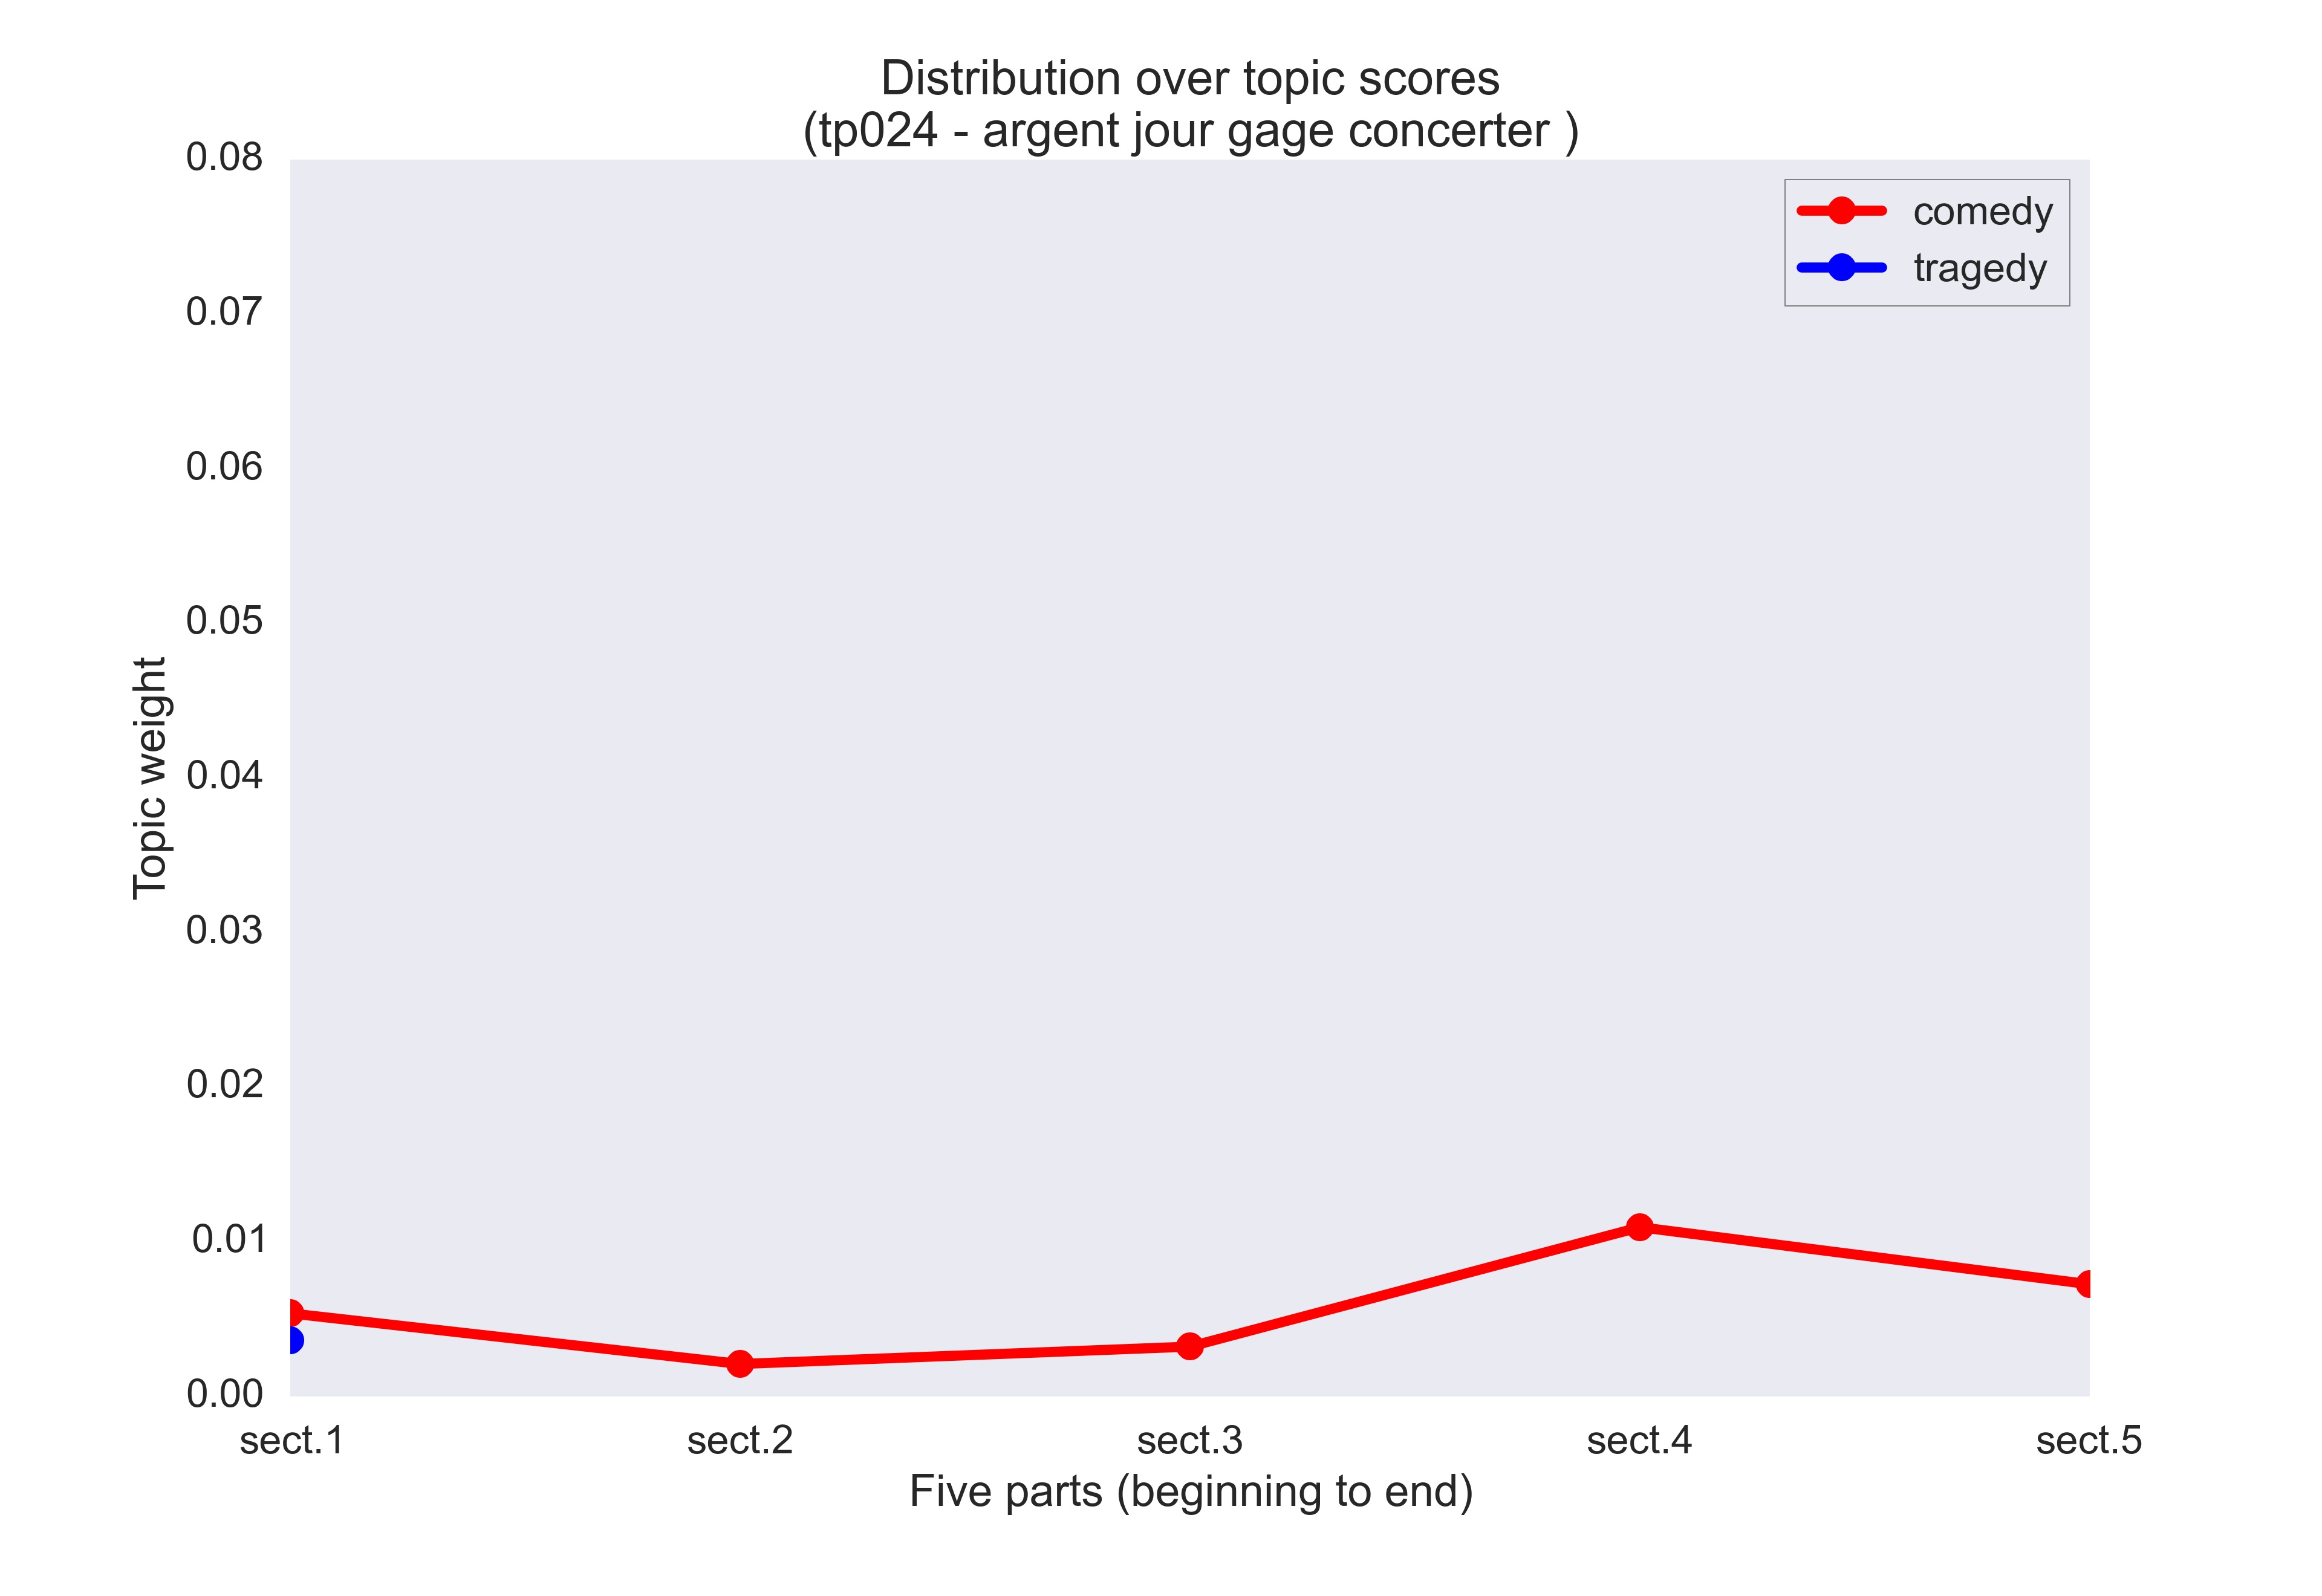 Distribution over topic scores
(tp024 - argent jour gage concerter )
comedy
tragedy
Topic weight
0.08
0.07
0.06
0.05
0.04
0.03
0.02
0.01
0.00
sect.1 sect.2 sect.3 sect.4 sect.5
Five parts (beginning to end)